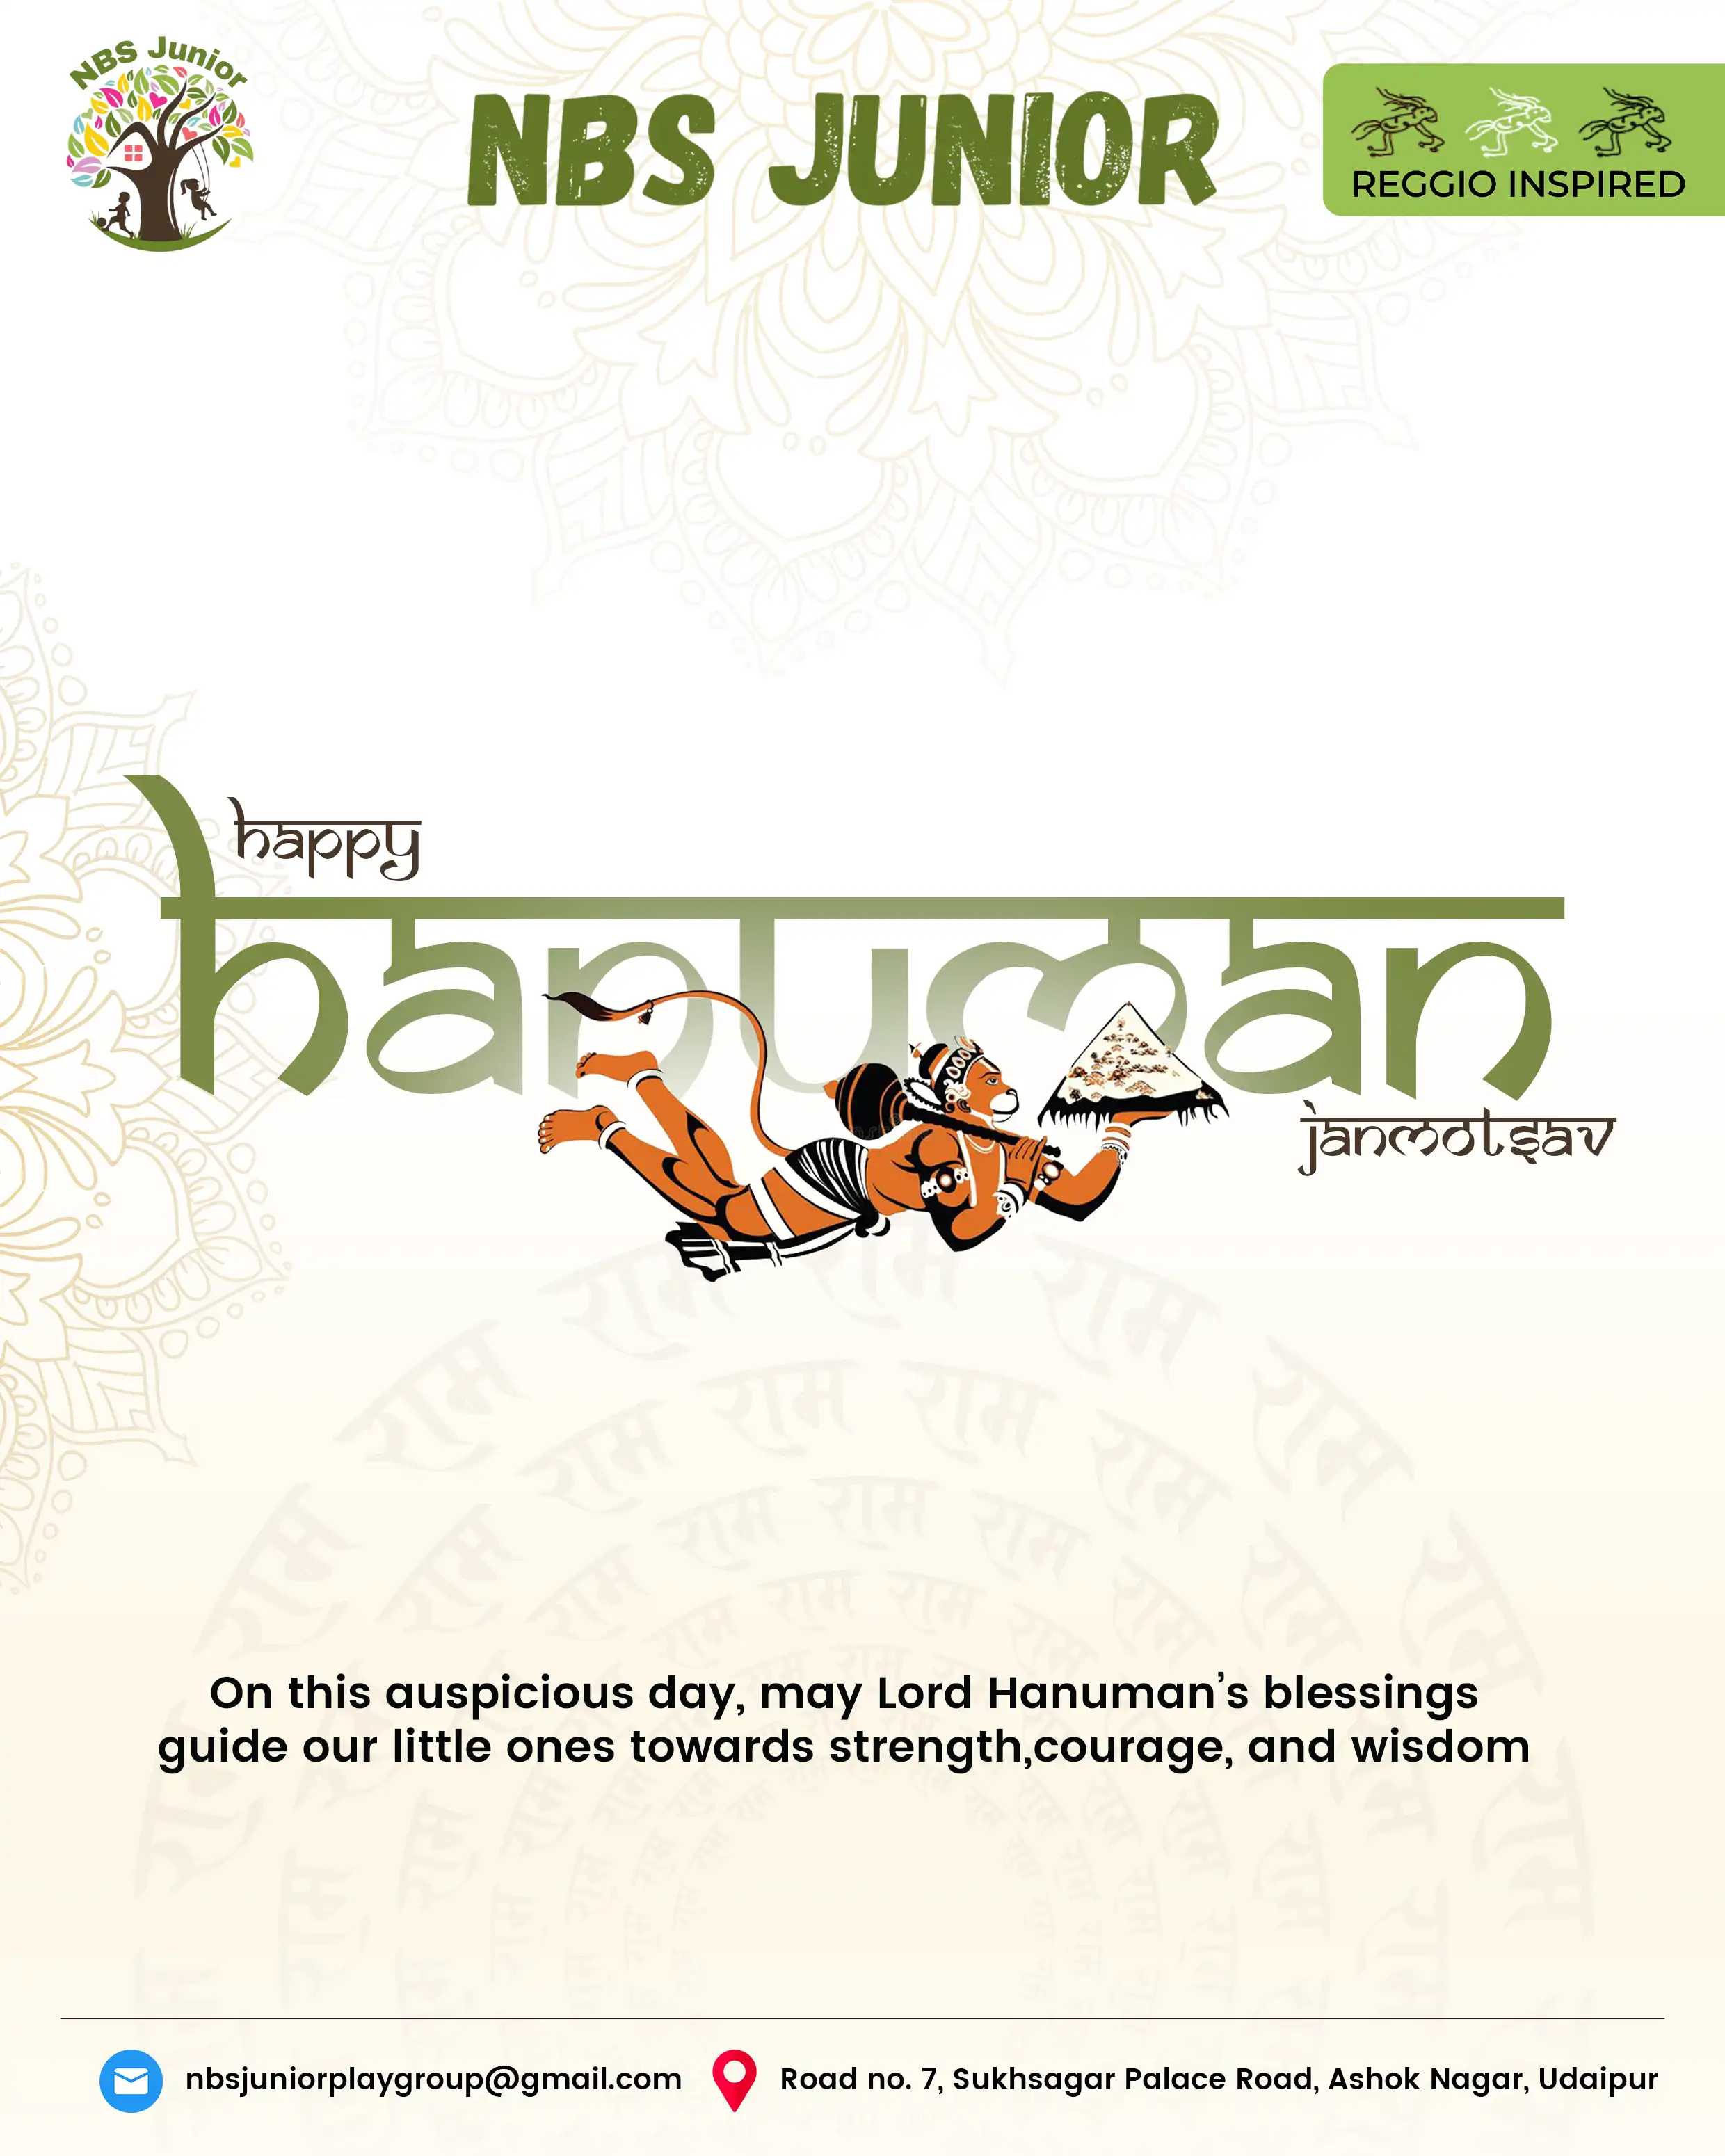 NBS Junior
NBS JUNIOR
REGGIO INSPIRED
happy
hanuman
janmotsav
राम राम राम
राम राम राम राम राम राम
राम राम राम राम राम राम राम
On this auspicious day, may Lord Hanuman’s blessings
guide our little ones towards strength,courage, and wisdom
nbsjuniorplaygroup@gmail.com
Road no. 7, Sukhsagar Palace Road, Ashok Nagar, Udaipur